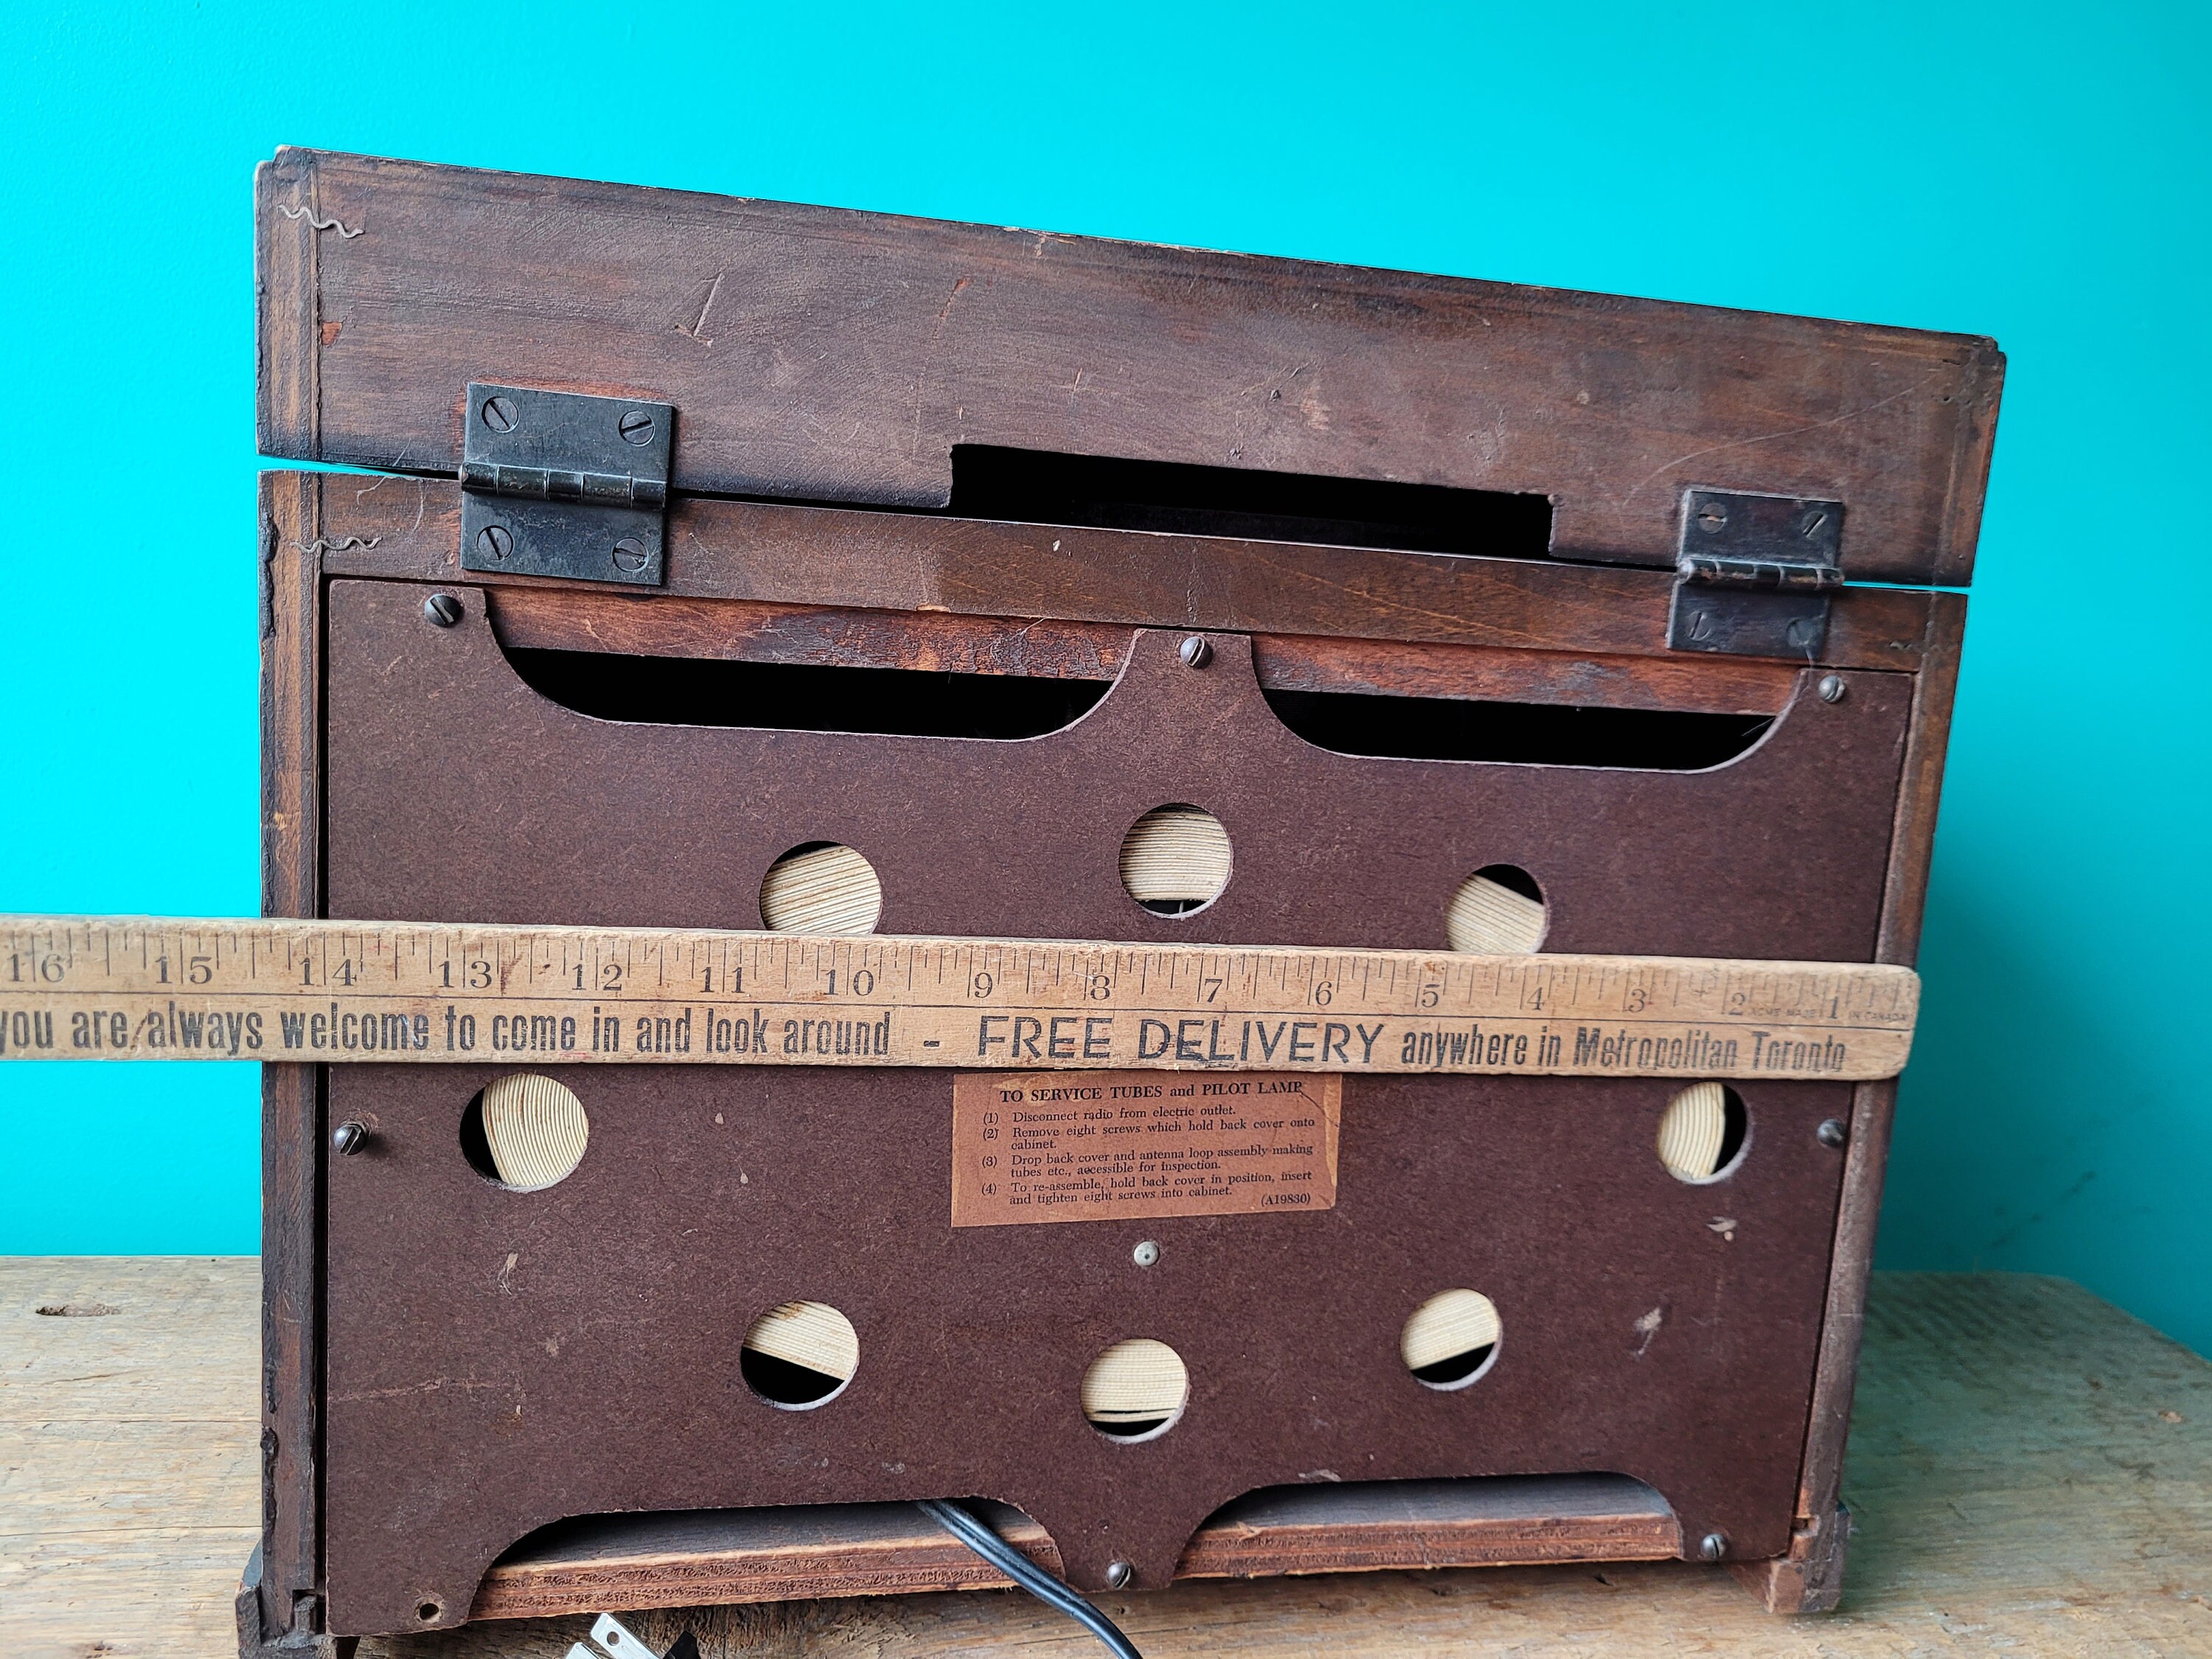 16 15 14 13 12 11 10 9 8 7 6 5 4 3 2 1
ACME MADE IN CANADA
you are always welcome to come in and look around - FREE DELIVERY anywhere in Metropolitan Toronto
TO SERVICE TUBES and PILOT LAMP
(1) Disconnect radio from electric outlet.
(2) Remove eight screws which hold back cover onto
cabinet.
(3) Drop back cover and antenna loop assembly making
tubes etc., accessible for inspection.
(4) To re-assemble, hold back cover in position, insert
and tighten eight screws into cabinet.
(A19830)